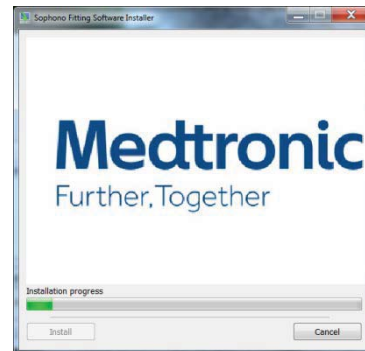 Sophono Fitting Software Installer
Medtronic
Further, Together
Installation progress
Install
Cancel